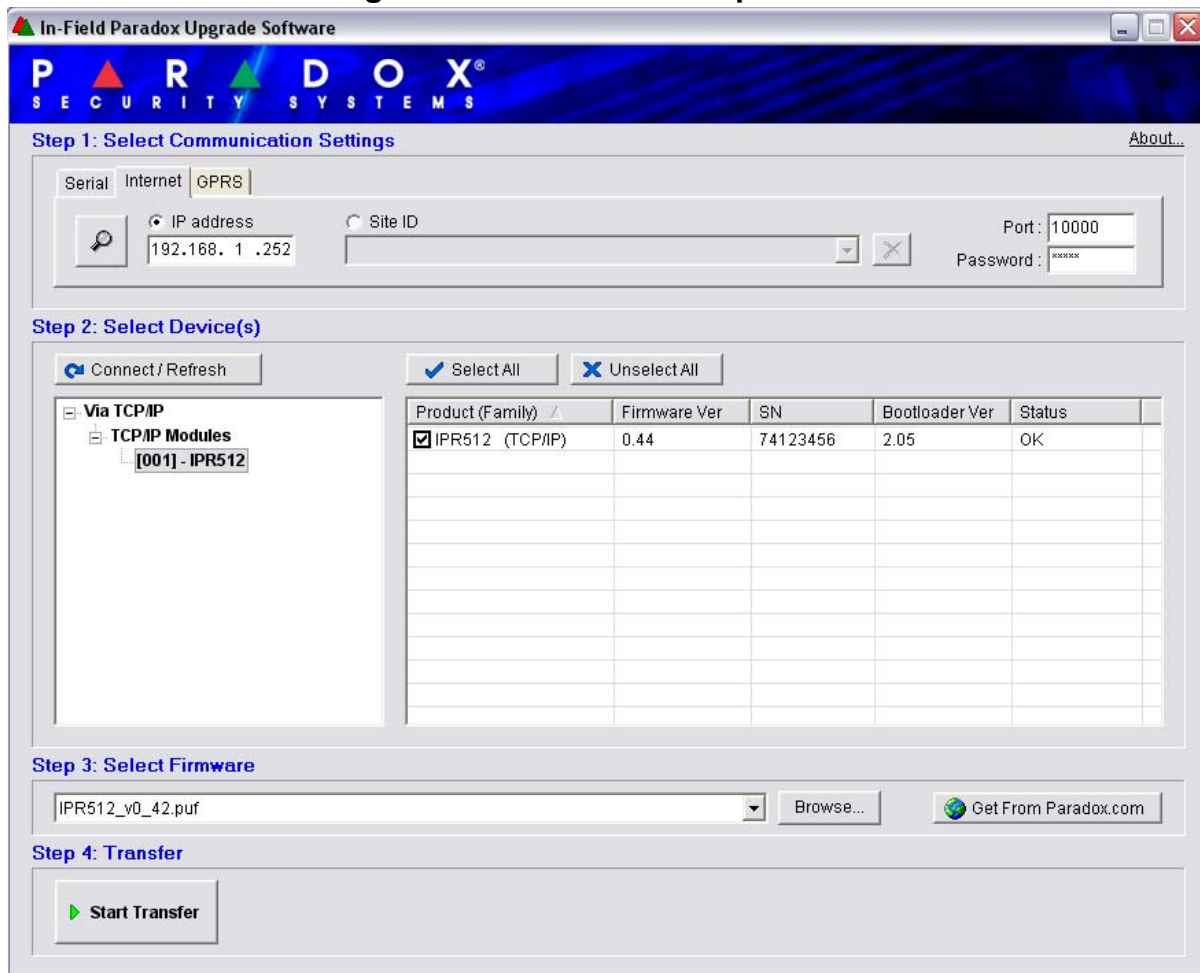 In-Field Paradox Upgrade Software
PARADOX®
SECURITY SYSTEMS
Step 1: Select Communication Settings
About...
Serial Internet GPRS
IP address
Site ID
192.168. 1 .252
Port : 10000
Password : *****
Step 2: Select Device(s)
Connect / Refresh
Select All
Unselect All
Via TCP/IP
TCP/IP Modules
[001] - IPR512
Product (Family) Firmware Ver SN Bootloader Ver Status
IPR512 (TCP/IP) 0.44 74123456 2.05 OK
Step 3: Select Firmware
IPR512_v0_42.puf
Browse...
Get From Paradox.com
Step 4: Transfer
Start Transfer